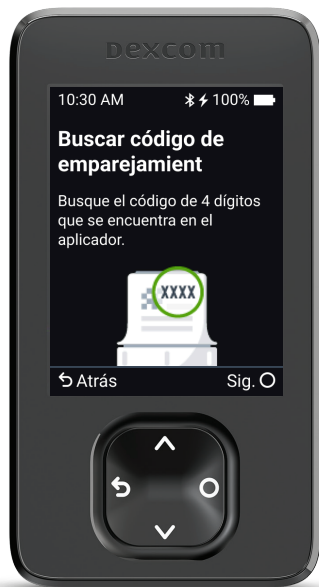 Dexcom
10:30 AM 100%
Buscar código de
emparejamient
Busque el código de 4 dígitos
que se encuentra en el
aplicador.
XXXX
Atrás Sig.